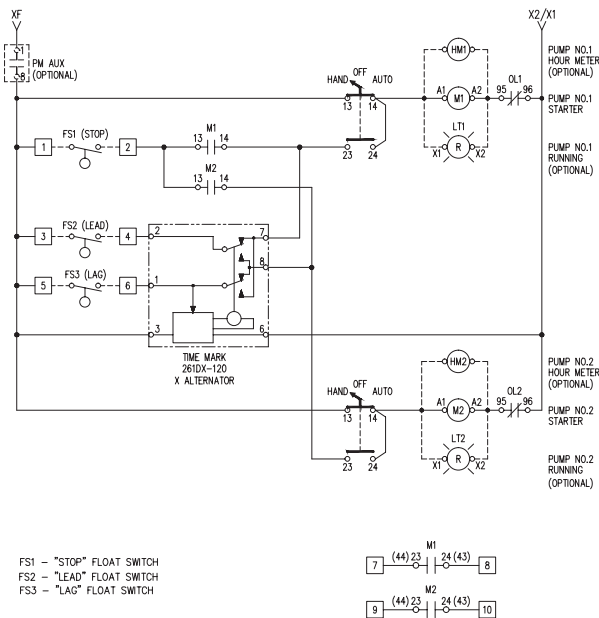 XF X2/X1
1
8
PM AUX
(OPTIONAL)
HAND OFF AUTO
13 14
23 24
HM1
A1 M1 A2
OL1
95 96
LT1
X1 R X2
PUMP NO.1
HOUR METER
(OPTIONAL)
PUMP NO.1
STARTER
PUMP NO.1
RUNNING
(OPTIONAL)
1 FS1 (STOP) 2
M1
13 14
M2
13 14
3 FS2 (LEAD) 4
5 FS3 (LAG) 6
2 7
8
1
3 6
TIME MARK
261DX-120
X ALTERNATOR
HAND OFF AUTO
13 14
23 24
HM2
A1 M2 A2
OL2
95 96
LT2
X1 R X2
PUMP NO.2
HOUR METER
(OPTIONAL)
PUMP NO.2
STARTER
PUMP NO.2
RUNNING
(OPTIONAL)
FS1 – "STOP" FLOAT SWITCH
FS2 – "LEAD" FLOAT SWITCH
FS3 – "LAG" FLOAT SWITCH
M1
7 (44) 23 24 (43) 8
M2
9 (44) 23 24 (43) 10